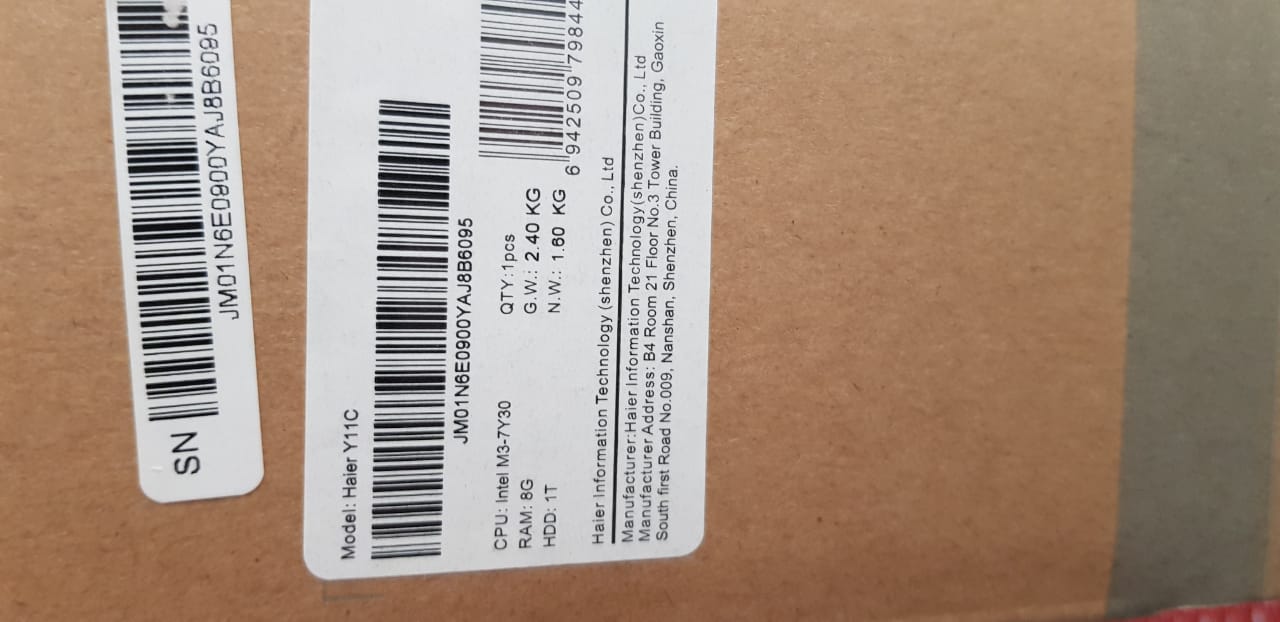 SN
JM01N6E0900YAJ8B6095
Model: Haier Y11C
JM01N6E0900YAJ8B6095
CPU: Intel M3-7Y30
RAM: 8G
HDD: 1T
QTY:1pcs
G.W.: 2.40 KG
N.W.: 1.60 KG
6 942509 79844
Haier Information Technology (shenzhen) Co., Ltd
Manufacturer:Haier Information Technology(shenzhen)Co., Ltd
Manufacturer Address: B4 Room 21 Floor No.3 Tower Building, Gaoxin
South first Road No.009, Nanshan, Shenzhen, China.